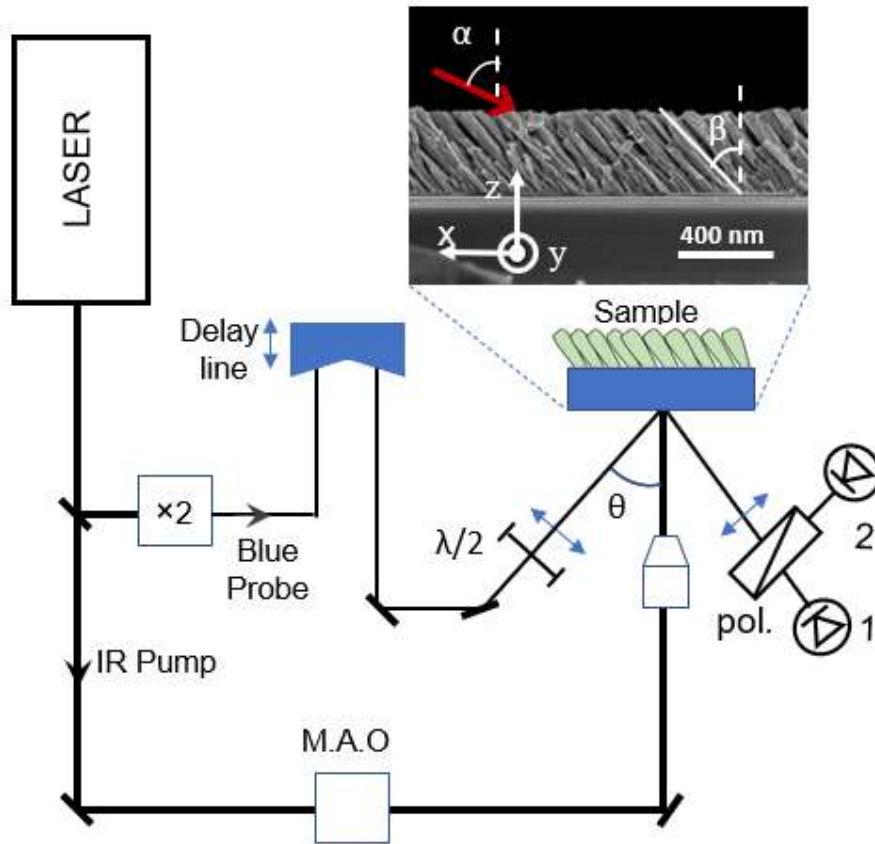 LASER
α
β
z
x
y
400 nm
Delay
line
Sample
×2
Blue
Probe
θ
λ/2
2
pol.
1
IR Pump
M.A.O